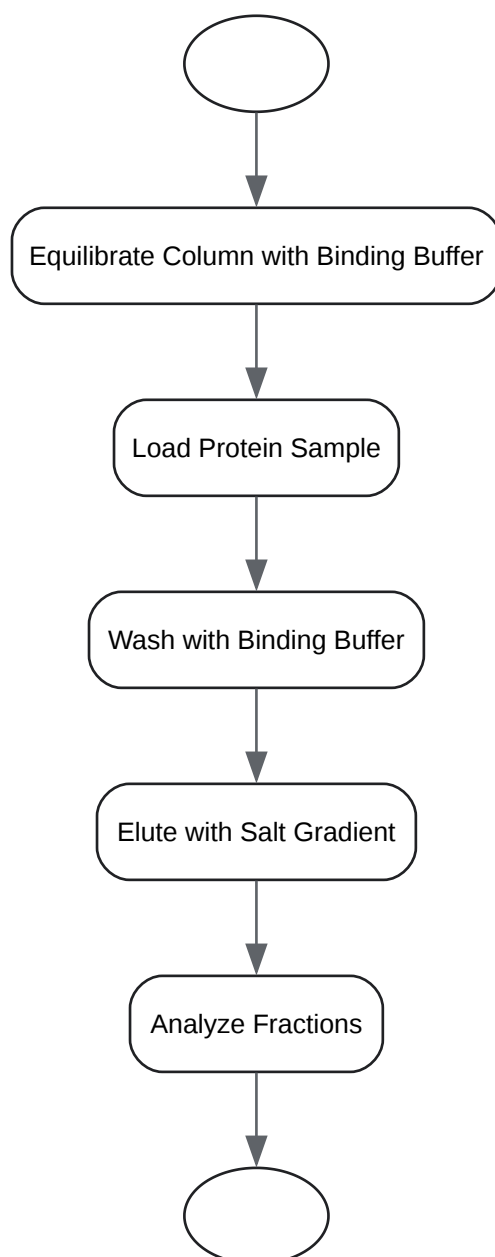 Equilibrate Column with Binding Buffer
Load Protein Sample
Wash with Binding Buffer
Elute with Salt Gradient
Analyze Fractions